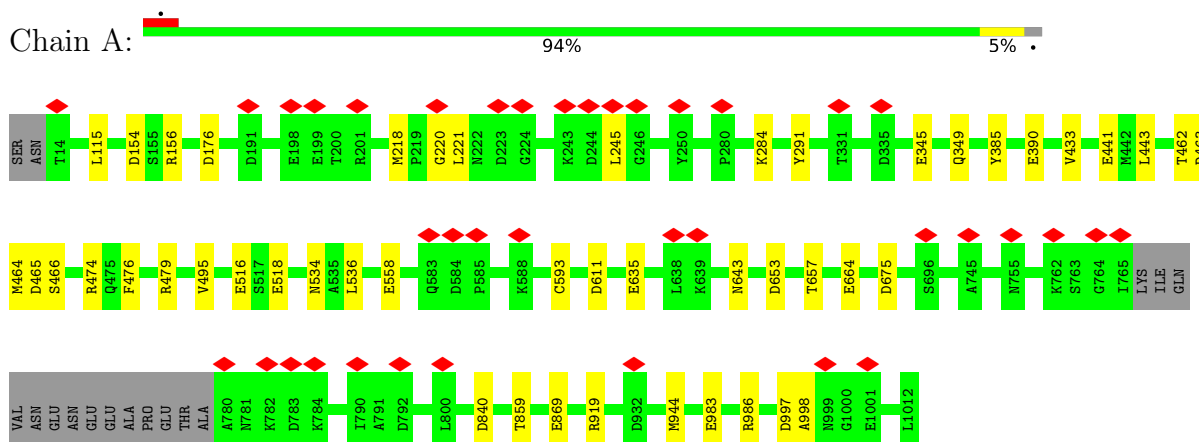 Chain A:
94% 5%
SER ASN T14 L115 D154 S155 R156 D176 D191 E198 E199 T200 R201 M218 P219 G220 L221 N222 D223 G224 K243 D244 L245 G246 Y250 P280 K284 Y291 T331 D335 E345 Q349 Y385 E390 V433 E441 M442 L443 T462
M464 D465 S466 R474 Q475 F476 R479 V495 E516 S517 E518 N534 A535 L536 E558 Q583 D584 P585 K588 C593 D611 E635 L638 K639 N643 D653 T657 E664 D675 S696 A745 N755 K762 S763 G764 I765 LYS ILE GLN
VAL ASN GLU ASN GLU GLU ALA PRO GLU THR ALA A780 N781 K782 D783 K784 I790 A791 D792 L800 D840 T859 E869 R919 D932 M944 E983 R986 D997 A998 N999 G1000 E1001 L1012